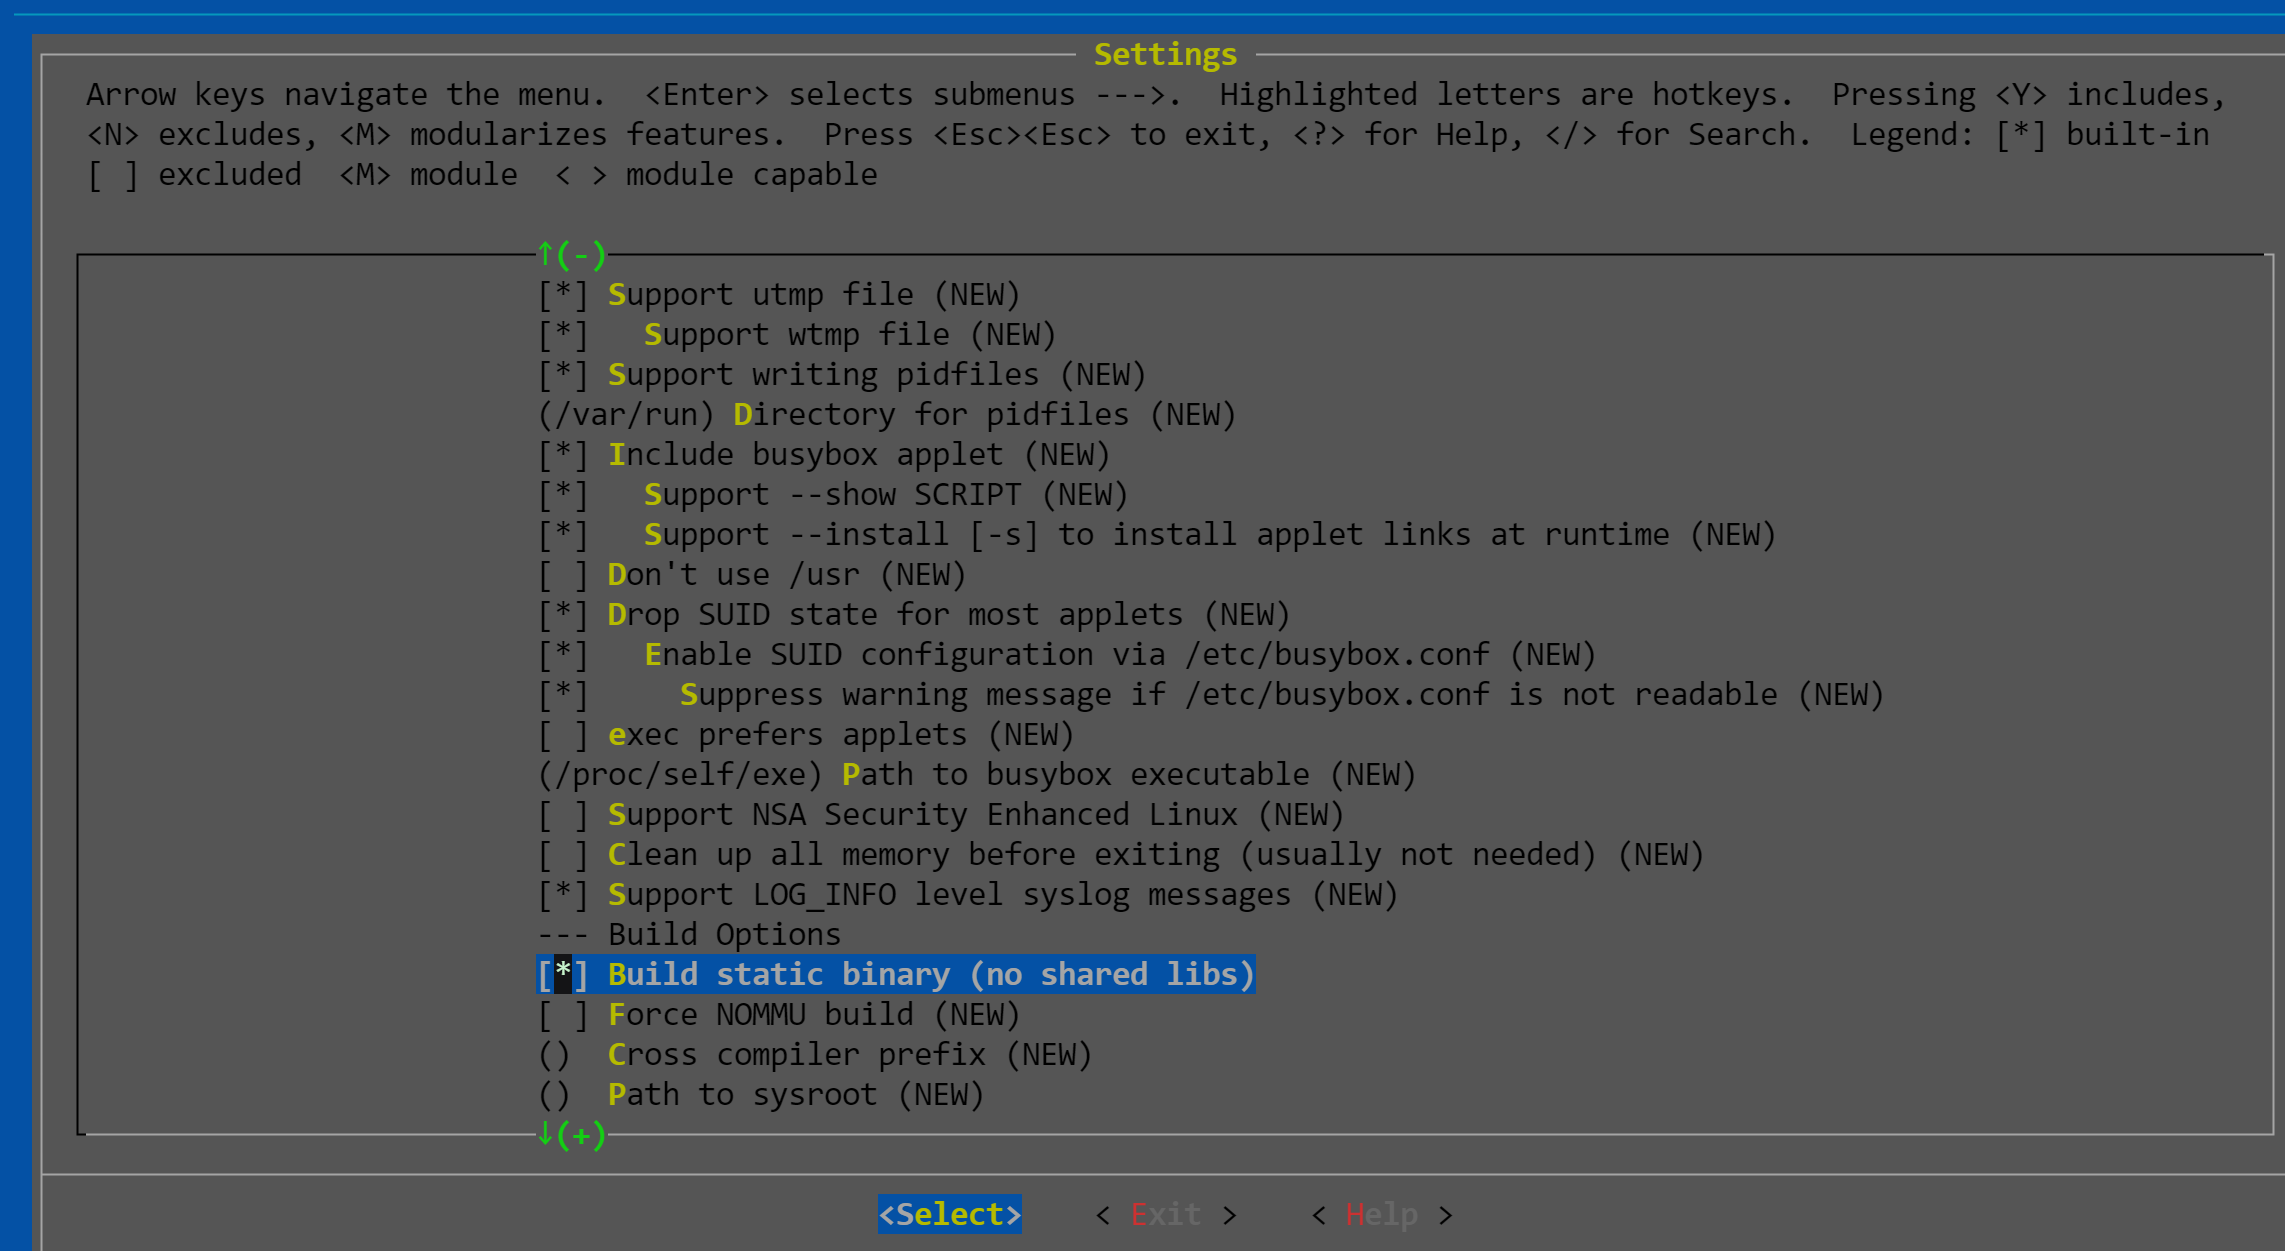 Settings
Arrow keys navigate the menu.  <Enter> selects submenus --->.  Highlighted letters are hotkeys.  Pressing <Y> includes,
<N> excludes, <M> modularizes features.  Press <Esc><Esc> to exit, <?> for Help, </> for Search.  Legend: [*] built-in
[ ] excluded  <M> module  < > module capable
↑(-)
[*] Support utmp file (NEW)
[*]   Support wtmp file (NEW)
[*] Support writing pidfiles (NEW)
(/var/run) Directory for pidfiles (NEW)
[*] Include busybox applet (NEW)
[*]   Support --show SCRIPT (NEW)
[*]   Support --install [-s] to install applet links at runtime (NEW)
[ ] Don't use /usr (NEW)
[*] Drop SUID state for most applets (NEW)
[*]   Enable SUID configuration via /etc/busybox.conf (NEW)
[*]     Suppress warning message if /etc/busybox.conf is not readable (NEW)
[ ] exec prefers applets (NEW)
(/proc/self/exe) Path to busybox executable (NEW)
[ ] Support NSA Security Enhanced Linux (NEW)
[ ] Clean up all memory before exiting (usually not needed) (NEW)
[*] Support LOG_INFO level syslog messages (NEW)
--- Build Options
[*] Build static binary (no shared libs)
[ ] Force NOMMU build (NEW)
()  Cross compiler prefix (NEW)
()  Path to sysroot (NEW)
↓(+)
<Select>    < Exit >    < Help >